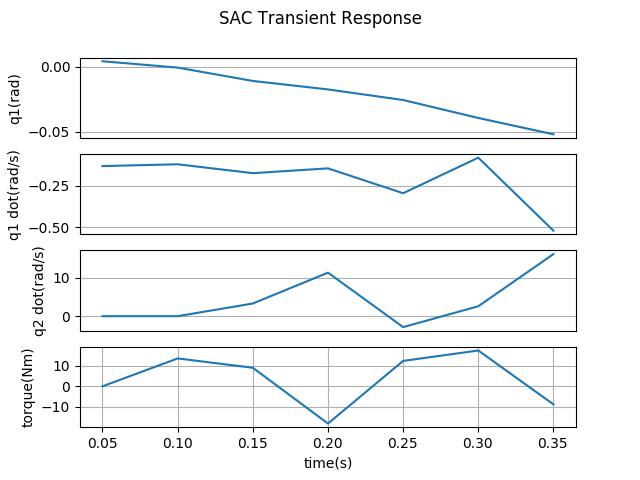 SAC Transient Response
q1(rad)
0.00
−0.05
q1 dot(rad/s)
−0.25
−0.50
q2 dot(rad/s)
10
0
torque(Nm)
10
0
−10
0.05 0.10 0.15 0.20 0.25 0.30 0.35
time(s)